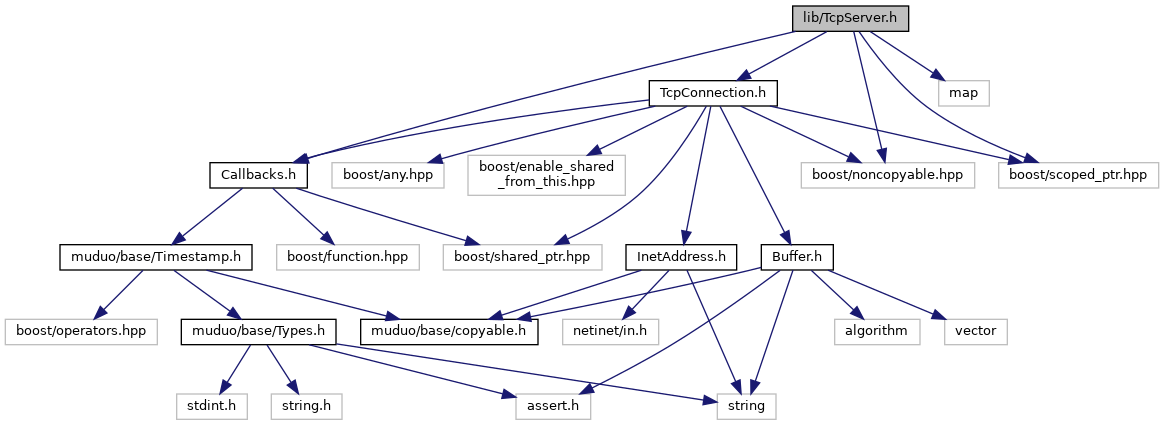 lib/TcpServer.h
TcpConnection.h
map
Callbacks.h
boost/any.hpp
boost/enable_shared
_from_this.hpp
boost/noncopyable.hpp
boost/scoped_ptr.hpp
muduo/base/Timestamp.h
boost/function.hpp
boost/shared_ptr.hpp
InetAddress.h
Buffer.h
boost/operators.hpp
muduo/base/Types.h
muduo/base/copyable.h
netinet/in.h
algorithm
vector
stdint.h
string.h
assert.h
string